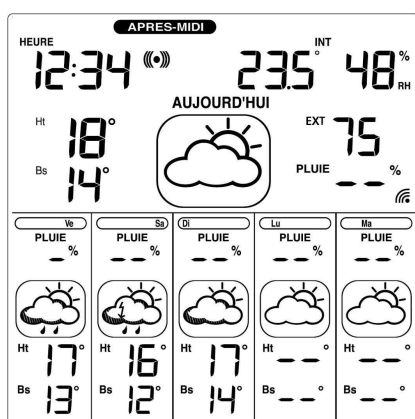 APRES-MIDI
HEURE INT
12:34 23.5° 48% RH
AUJOURD'HUI
Ht 18° EXT 75
Bs 14° PLUIE -- %
Ve Sa Di Lu Ma
PLUIE PLUIE PLUIE PLUIE PLUIE
-- % -- % -- % -- % -- %
Ht 17° Ht 16° Ht 17° Ht --° Ht --°
Bs 13° Bs 12° Bs 14° Bs --° Bs --°